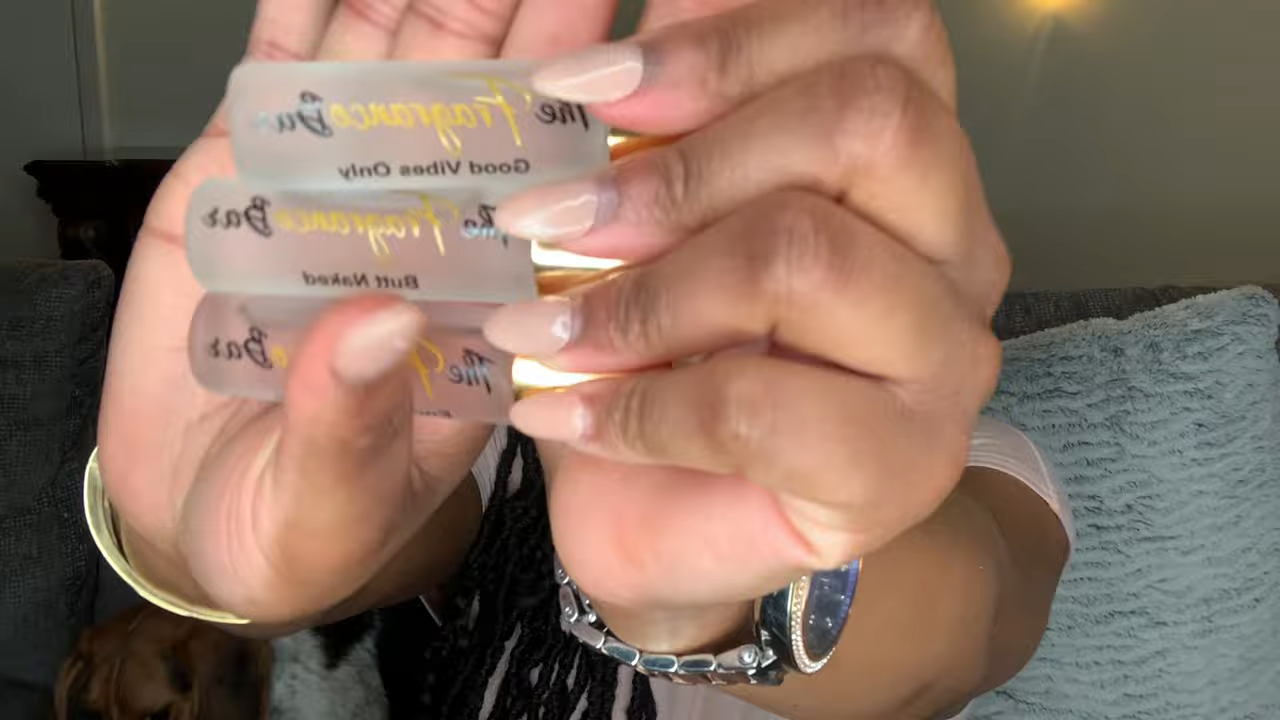 The Fragrance Bar
Good Vibes Only
The Fragrance Bar
Butt Naked
The
Bar